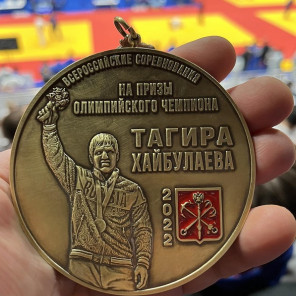 ВСЕРОССИЙСКИЕ СОРЕВНОВАНИЯ
НА ПРИЗЫ
ОЛИМПИЙСКОГО ЧЕМПИОНА
ТАГИРА
ХАЙБУЛАЕВА
2022